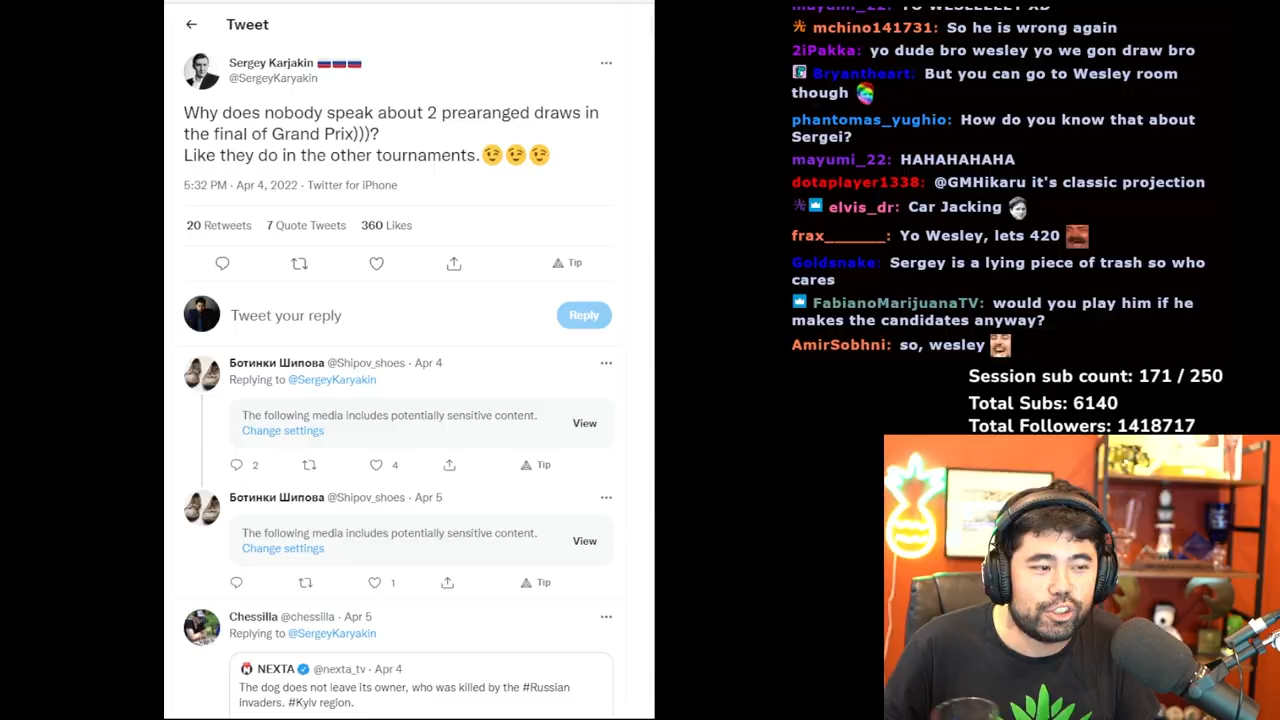 Tweet
Sergey Karjakin
@SergeyKaryakin
Why does nobody speak about 2 prearanged draws in
the final of Grand Prix)))?
Like they do in the other tournaments.😉😉😉
5:32 PM · Apr 4, 2022 · Twitter for iPhone
20 Retweets 7 Quote Tweets 360 Likes
Tip
Tweet your reply
Reply
Ботинки Шипова @Shipov_shoes · Apr 4
Replying to @SergeyKaryakin
The following media includes potentially sensitive content.
Change settings
View
2 4 Tip
Ботинки Шипова @Shipov_shoes · Apr 5
The following media includes potentially sensitive content.
Change settings
View
1 Tip
Chessilla @chessilla · Apr 5
Replying to @SergeyKaryakin
NEXTA @nexta_tv · Apr 4
The dog does not leave its owner, who was killed by the #Russian
invaders. #Kyiv region.
mayumi_22: YO WESLEEEEY XD
mchino141731: So he is wrong again
2iPakka: yo dude bro wesley yo we gon draw bro
Bryantheart: But you can go to Wesley room
though
phantomas_yughio: How do you know that about
Sergei?
mayumi_22: HAHAHAHAHA
dotaplayer1338: @GMHikaru it's classic projection
elvis_dr: Car Jacking
frax______: Yo Wesley, lets 420
Goldsnake: Sergey is a lying piece of trash so who
cares
FabianoMarijuanaTV: would you play him if he
makes the candidates anyway?
AmirSobhni: so, wesley
Session sub count: 171 / 250
Total Subs: 6140
Total Followers: 1418717